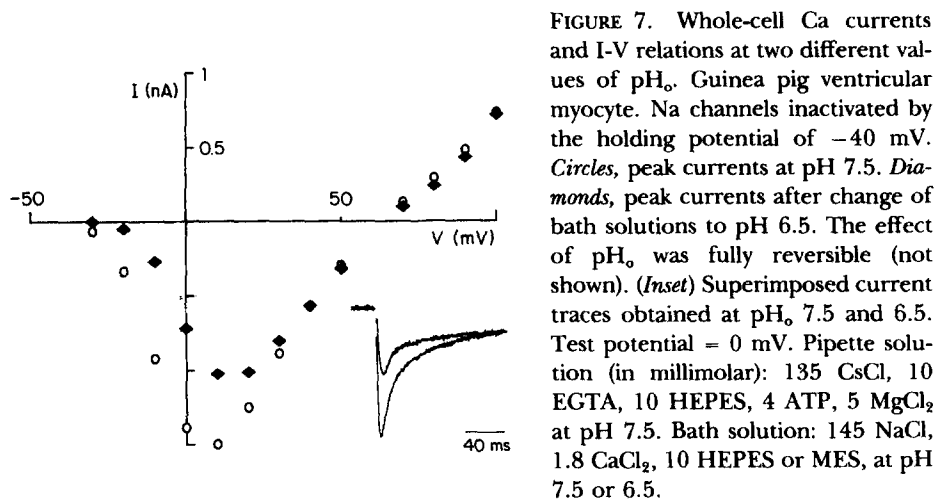 1
I (nA)
0.5
-50
50
V (mV)
40 ms
FIGURE 7. Whole-cell Ca currents
and I-V relations at two different val-
ues of pHₒ. Guinea pig ventricular
myocyte. Na channels inactivated by
the holding potential of −40 mV.
Circles, peak currents at pH 7.5. Dia-
monds, peak currents after change of
bath solutions to pH 6.5. The effect
of pHₒ was fully reversible (not
shown). (Inset) Superimposed current
traces obtained at pHₒ 7.5 and 6.5.
Test potential = 0 mV. Pipette solu-
tion (in millimolar): 135 CsCl, 10
EGTA, 10 HEPES, 4 ATP, 5 MgCl₂
at pH 7.5. Bath solution: 145 NaCl,
1.8 CaCl₂, 10 HEPES or MES, at pH
7.5 or 6.5.